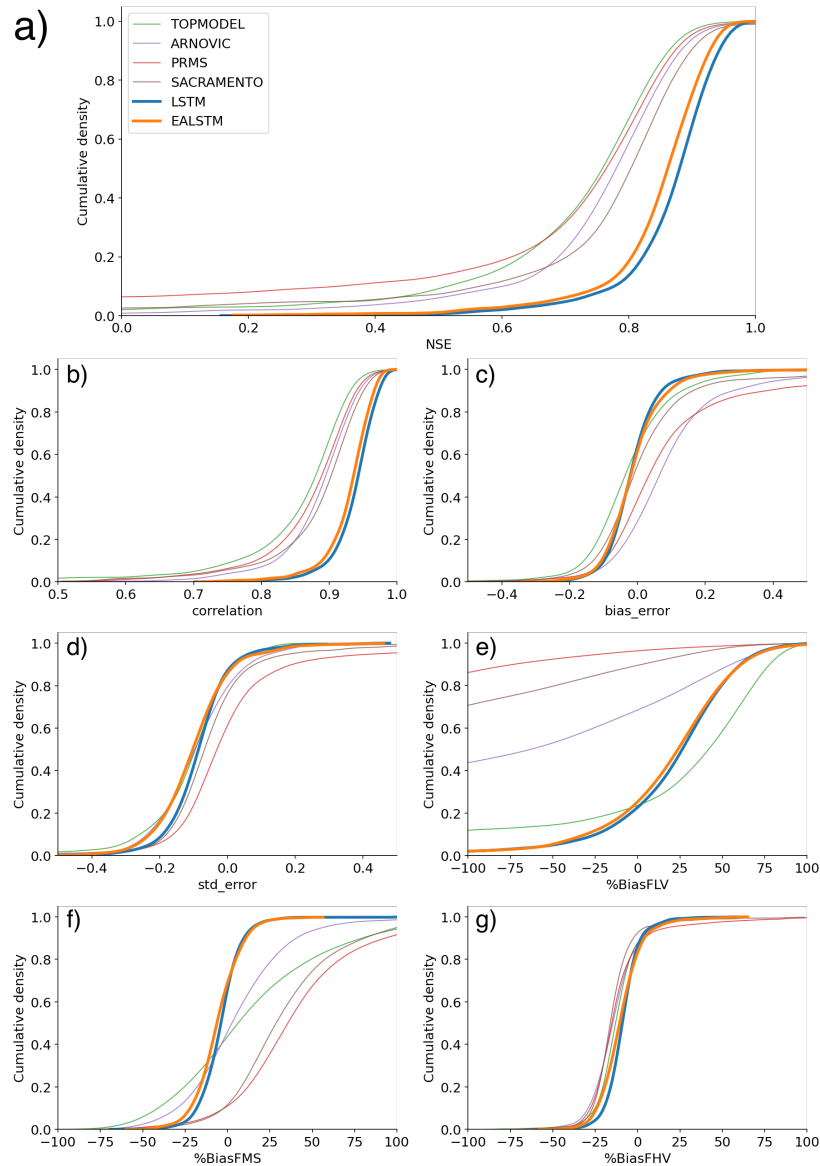 a)
1.0
0.8
0.6
0.4
0.2
0.0
Cumulative density
TOPMODEL
ARNOVIC
PRMS
SACRAMENTO
LSTM
EALSTM
0.0 0.2 0.4 0.6 0.8 1.0
NSE
b)
1.0
0.8
0.6
0.4
0.2
0.0
Cumulative density
0.5 0.6 0.7 0.8 0.9 1.0
correlation
c)
1.0
0.8
0.6
0.4
0.2
0.0
Cumulative density
−0.4 −0.2 0.0 0.2 0.4
bias_error
d)
1.0
0.8
0.6
0.4
0.2
0.0
Cumulative density
−0.4 −0.2 0.0 0.2 0.4
std_error
e)
1.0
0.8
0.6
0.4
0.2
0.0
Cumulative density
−100 −75 −50 −25 0 25 50 75 100
%BiasFLV
f)
1.0
0.8
0.6
0.4
0.2
0.0
Cumulative density
−100 −75 −50 −25 0 25 50 75 100
%BiasFMS
g)
1.0
0.8
0.6
0.4
0.2
0.0
Cumulative density
−100 −75 −50 −25 0 25 50 75 100
%BiasFHV